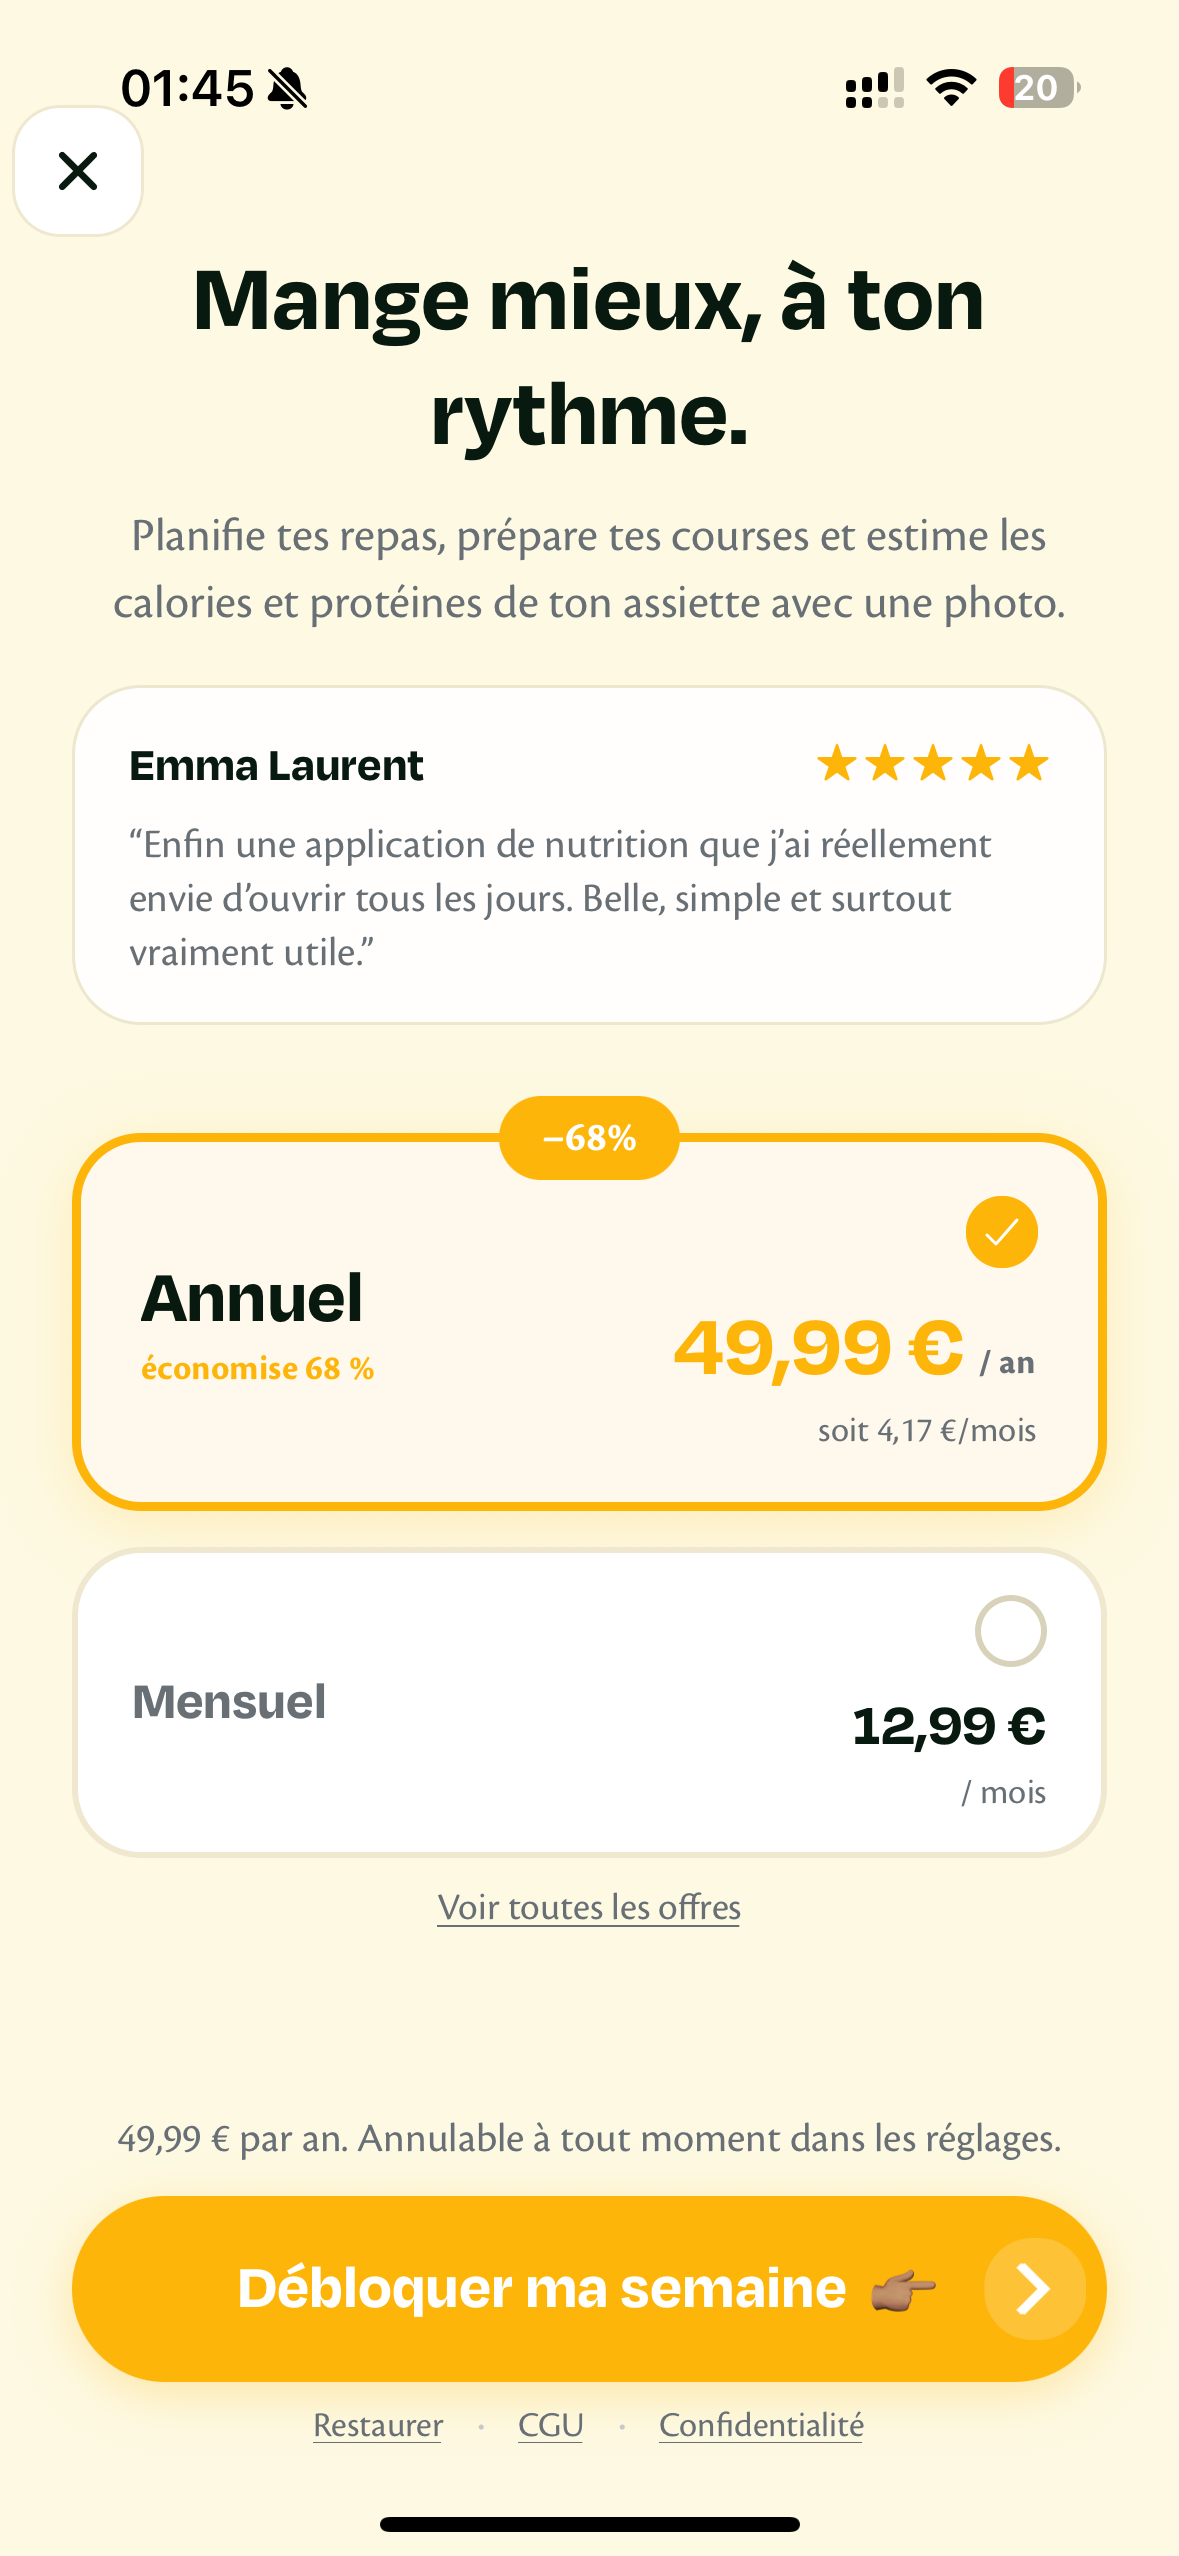 01:45
20
Mange mieux, à ton
rythme.
Planifie tes repas, prépare tes courses et estime les
calories et protéines de ton assiette avec une photo.
Emma Laurent
“Enfin une application de nutrition que j’ai réellement
envie d’ouvrir tous les jours. Belle, simple et surtout
vraiment utile.”
–68%
Annuel
économise 68 %
49,99 € / an
soit 4,17 €/mois
Mensuel
12,99 €
/ mois
Voir toutes les offres
49,99 € par an. Annulable à tout moment dans les réglages.
Débloquer ma semaine 👉🏽
Restaurer · CGU · Confidentialité